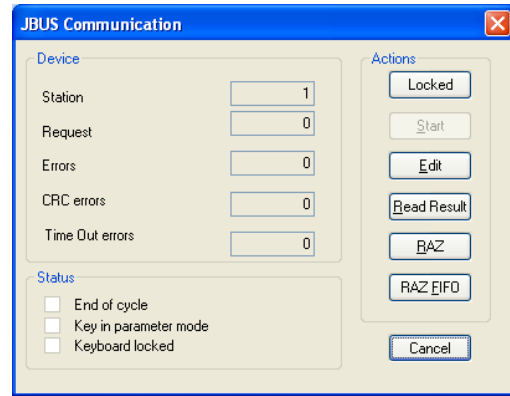 JBUS Communication
Device
Station 1
Request 0
Errors 0
CRC errors 0
Time Out errors 0
Status
End of cycle
Key in parameter mode
Keyboard locked
Actions
Locked
Start
Edit
Read Result
RAZ
RAZ FIFO
Cancel